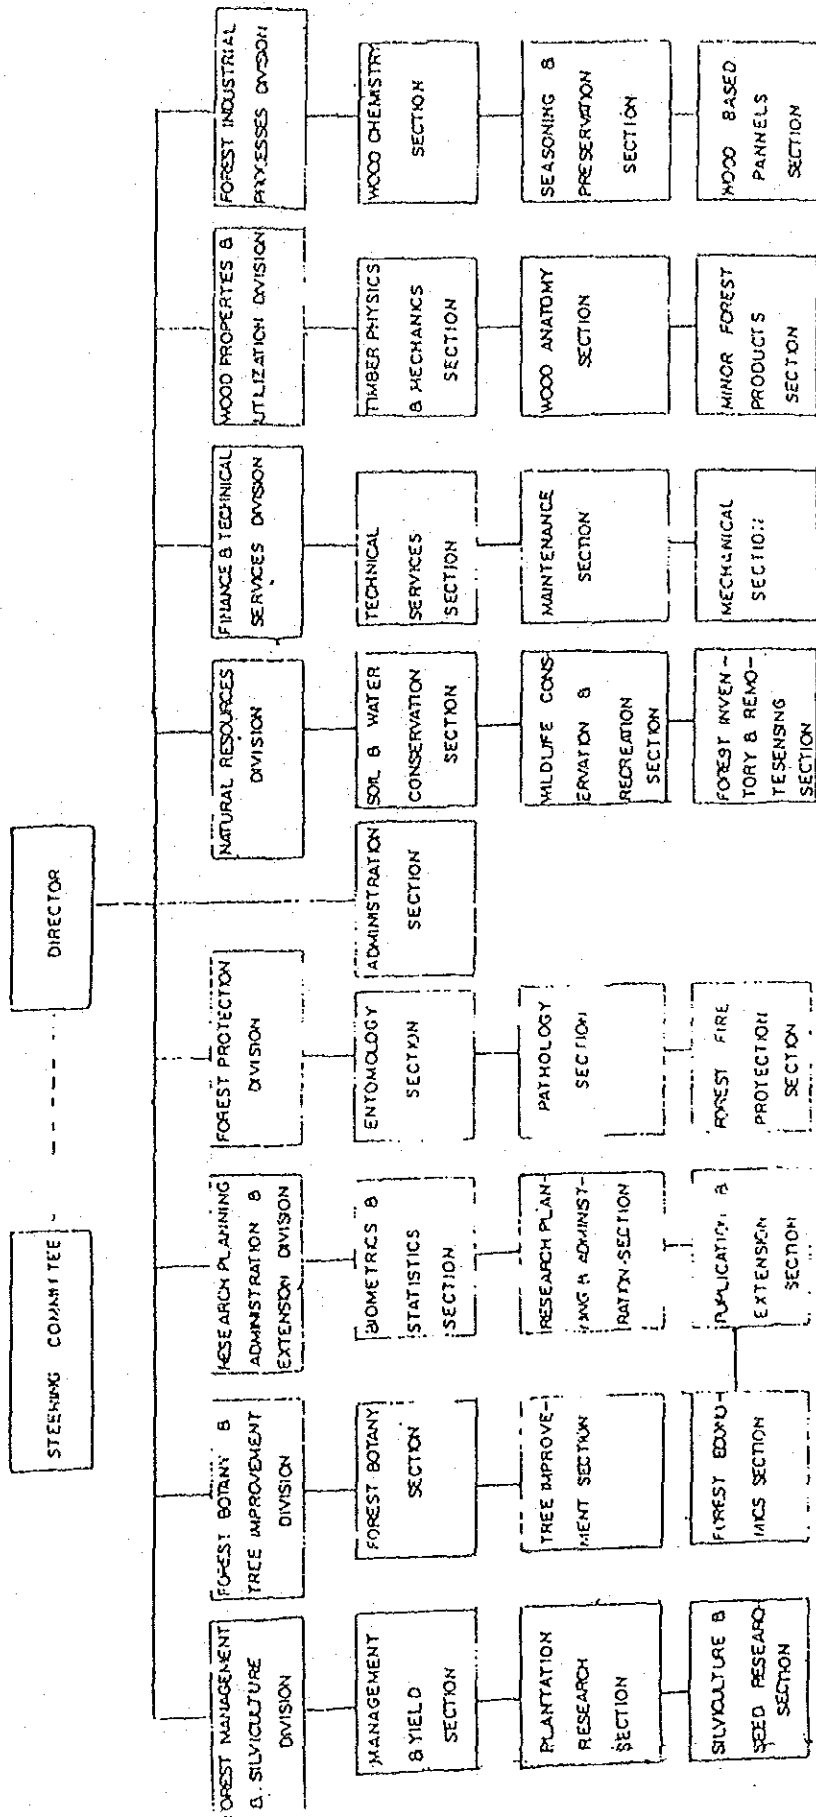 STEERING COMMITTEE
DIRECTOR
FOREST MANAGEMENT
& SILVICULTURE
DIVISION
FOREST BOTANY &
TREE IMPROVEMENT
DIVISION
RESEARCH PLANNING
ADMINISTRATION &
EXTENSION DIVISION
FOREST PROTECTION
DIVISION
NATURAL RESOURCES
DIVISION
FINANCE & TECHNICAL
SERVICES DIVISION
WOOD PROPERTIES &
UTILIZATION DIVISION
FOREST INDUSTRIAL
PROCESSES DIVISION
MANAGEMENT
& YIELD
SECTION
FOREST BOTANY
SECTION
BIOMETRICS &
STATISTICS
SECTION
ENTOMOLOGY
SECTION
ADMINISTRATION
SECTION
SOIL & WATER
CONSERVATION
SECTION
TECHNICAL
SERVICES
SECTION
TIMBER PHYSICS
& MECHANICS
SECTION
WOOD CHEMISTRY
SECTION
PLANTATION
RESEARCH
SECTION
TREE IMPROVE-
MENT SECTION
RESEARCH PLAN-
NING & ADMINIST-
RATION-SECTION
PATHOLOGY
SECTION
WILDLIFE CONS-
ERVATION &
RECREATION
SECTION
MAINTENANCE
SECTION
WOOD ANATOMY
SECTION
SEASONING &
PRESERVATION
SECTION
SILVICULTURE &
SEED RESEARCH
SECTION
FOREST ECONO-
MICS SECTION
PUBLICATION &
EXTENSION
SECTION
FOREST FIRE
PROTECTION
SECTION
FOREST INVEN-
TORY & REMO-
TESENSING
SECTION
MECHANICAL
SECTION
MINOR FOREST
PRODUCTS
SECTION
WOOD BASED
PANNELS
SECTION